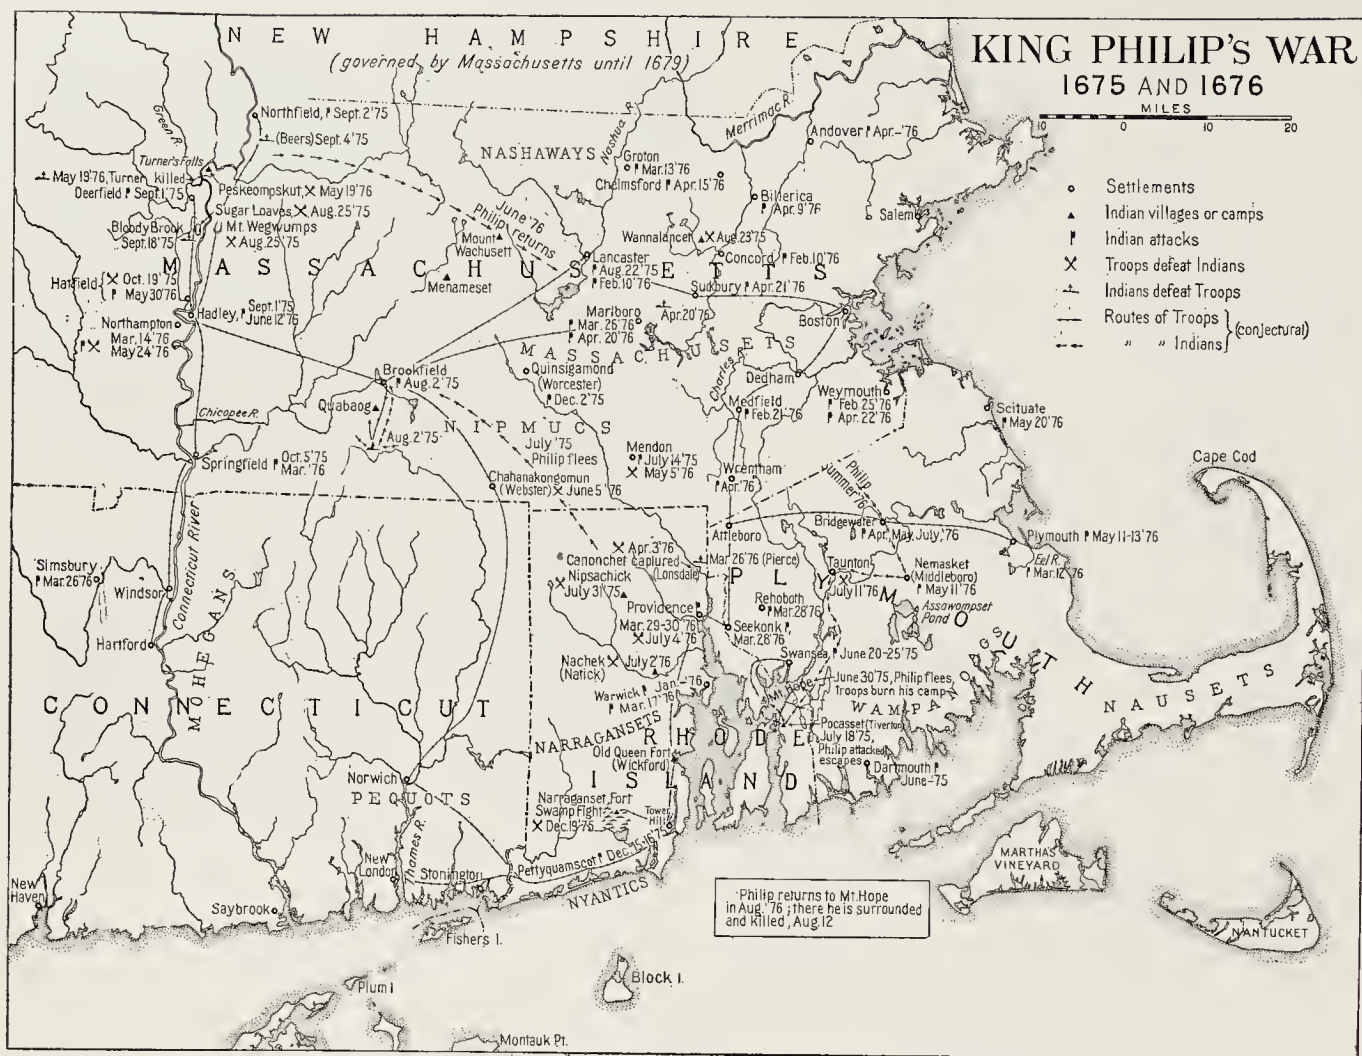 KING PHILIP'S WAR
1675 AND 1676
MILES
10 0 10 20
Settlements
Indian villages or camps
Indian attacks
Troops defeat Indians
Indians defeat Troops
Routes of Troops
" " Indians
(conjectural)
NEW HAMPSHIRE
(governed by Massachusetts until 1679)
Northfield, Sept. 2'75
(Beers) Sept. 4'75
Green R.
Turner's Falls
May 19'76, Turner killed
Deerfield Sept. 1,'75
Peskeompskut, May 19'76
Sugar Loaves, Aug. 25'75
Mt. Wegwumps
Aug. 25'75
Bloody Brook
Sept. 18'75
NASHAWAYS
Nashua R.
Merrimac R.
Andover Apr.-'76
Groton
Mar. 13'76
Chelmsford Apr. 15'76
Billerica
Apr. 9'76
Salem
June '76
Philip returns
Mount
Wachusett
Menameset
Wannalancet Aug. 23'75
Concord Feb. 10'76
Lancaster
Aug. 22'75
Feb. 10'76
MASSACHUSETTS
Sudbury Apr. 21'76
Apr. 20'76
Hatfield
Oct. 19'75
May 30'76
Hadley, Sept. 1'75
June 12'76
Northampton
Mar. 14'76
May 24'76
Marlboro
Mar. 26'76
Apr. 20'76
Boston
MASSACHUSETS
Brookfield
Aug. 2'75
Quinsigamond
(Worcester)
Dec. 2'75
Charles R.
Dedham
Medfield
Feb. 21-'76
Weymouth
Feb. 25'76
Apr. 22'76
Scituate
May 20'76
Quabaog
Chicopee R.
Aug. 2'75
NIPMUCS
July '75
Philip flees
Mendon
July 14'75
May 5'76
Springfield Oct. 5'75
Mar. '76
Chahanakongomun
(Webster) June 5'76
Wrentham
Apr. '76
Philip
summer '76
Cape Cod
Attleboro
Bridgewater
Apr., May, July, '76
Plymouth May 11-13'76
Eel R.
Mar. 12'76
Connecticut River
Simsbury
Mar. 26'76
Windsor
Hartford
MOHEGANS
Apr. 3'76
Canonchet captured
(Lonsdale)
Mar. 26'76 (Pierce)
Nipsachick
July 31'75
PLYMOUTH
Taunton
July 11'76
Nemasket
(Middleboro)
May 11'76
Assowompset
Pond
Rehoboth
Mar. 28'76
Providence
Mar. 29-30'76
July 4'76
Seekonk,
Mar. 28'76
Swansea, June 20-25'75
Nachek July 2'76
(Natick)
Warwick Jan.-'76
Mar. 17'76
Mt. Hope
June 30'75, Philip flees,
Troops burn his camp
WAMPANOAGS
NAUSETS
CONNECTICUT
NARRAGANSETS
RHODE
ISLAND
Pocasset (Tiverton)
July 18'75,
Philip attacked,
escapes
Dartmouth
June-75
Old Queen Fort
(Wickford)
Norwich
PEQUOTS
Narraganset Fort
Swamp Fight
Dec. 19'75
Tower
Hill
Pettyquamscot Dec. 15-16'75
Thames R.
New
London
Stonington
NYANTICS
New
Haven
Saybrook
Fishers I.
Philip returns to Mt. Hope
in Aug. '76; there he is surrounded
and killed, Aug. 12
MARTHAS
VINEYARD
NANTUCKET
Block I.
Plum I
Montauk Pt.